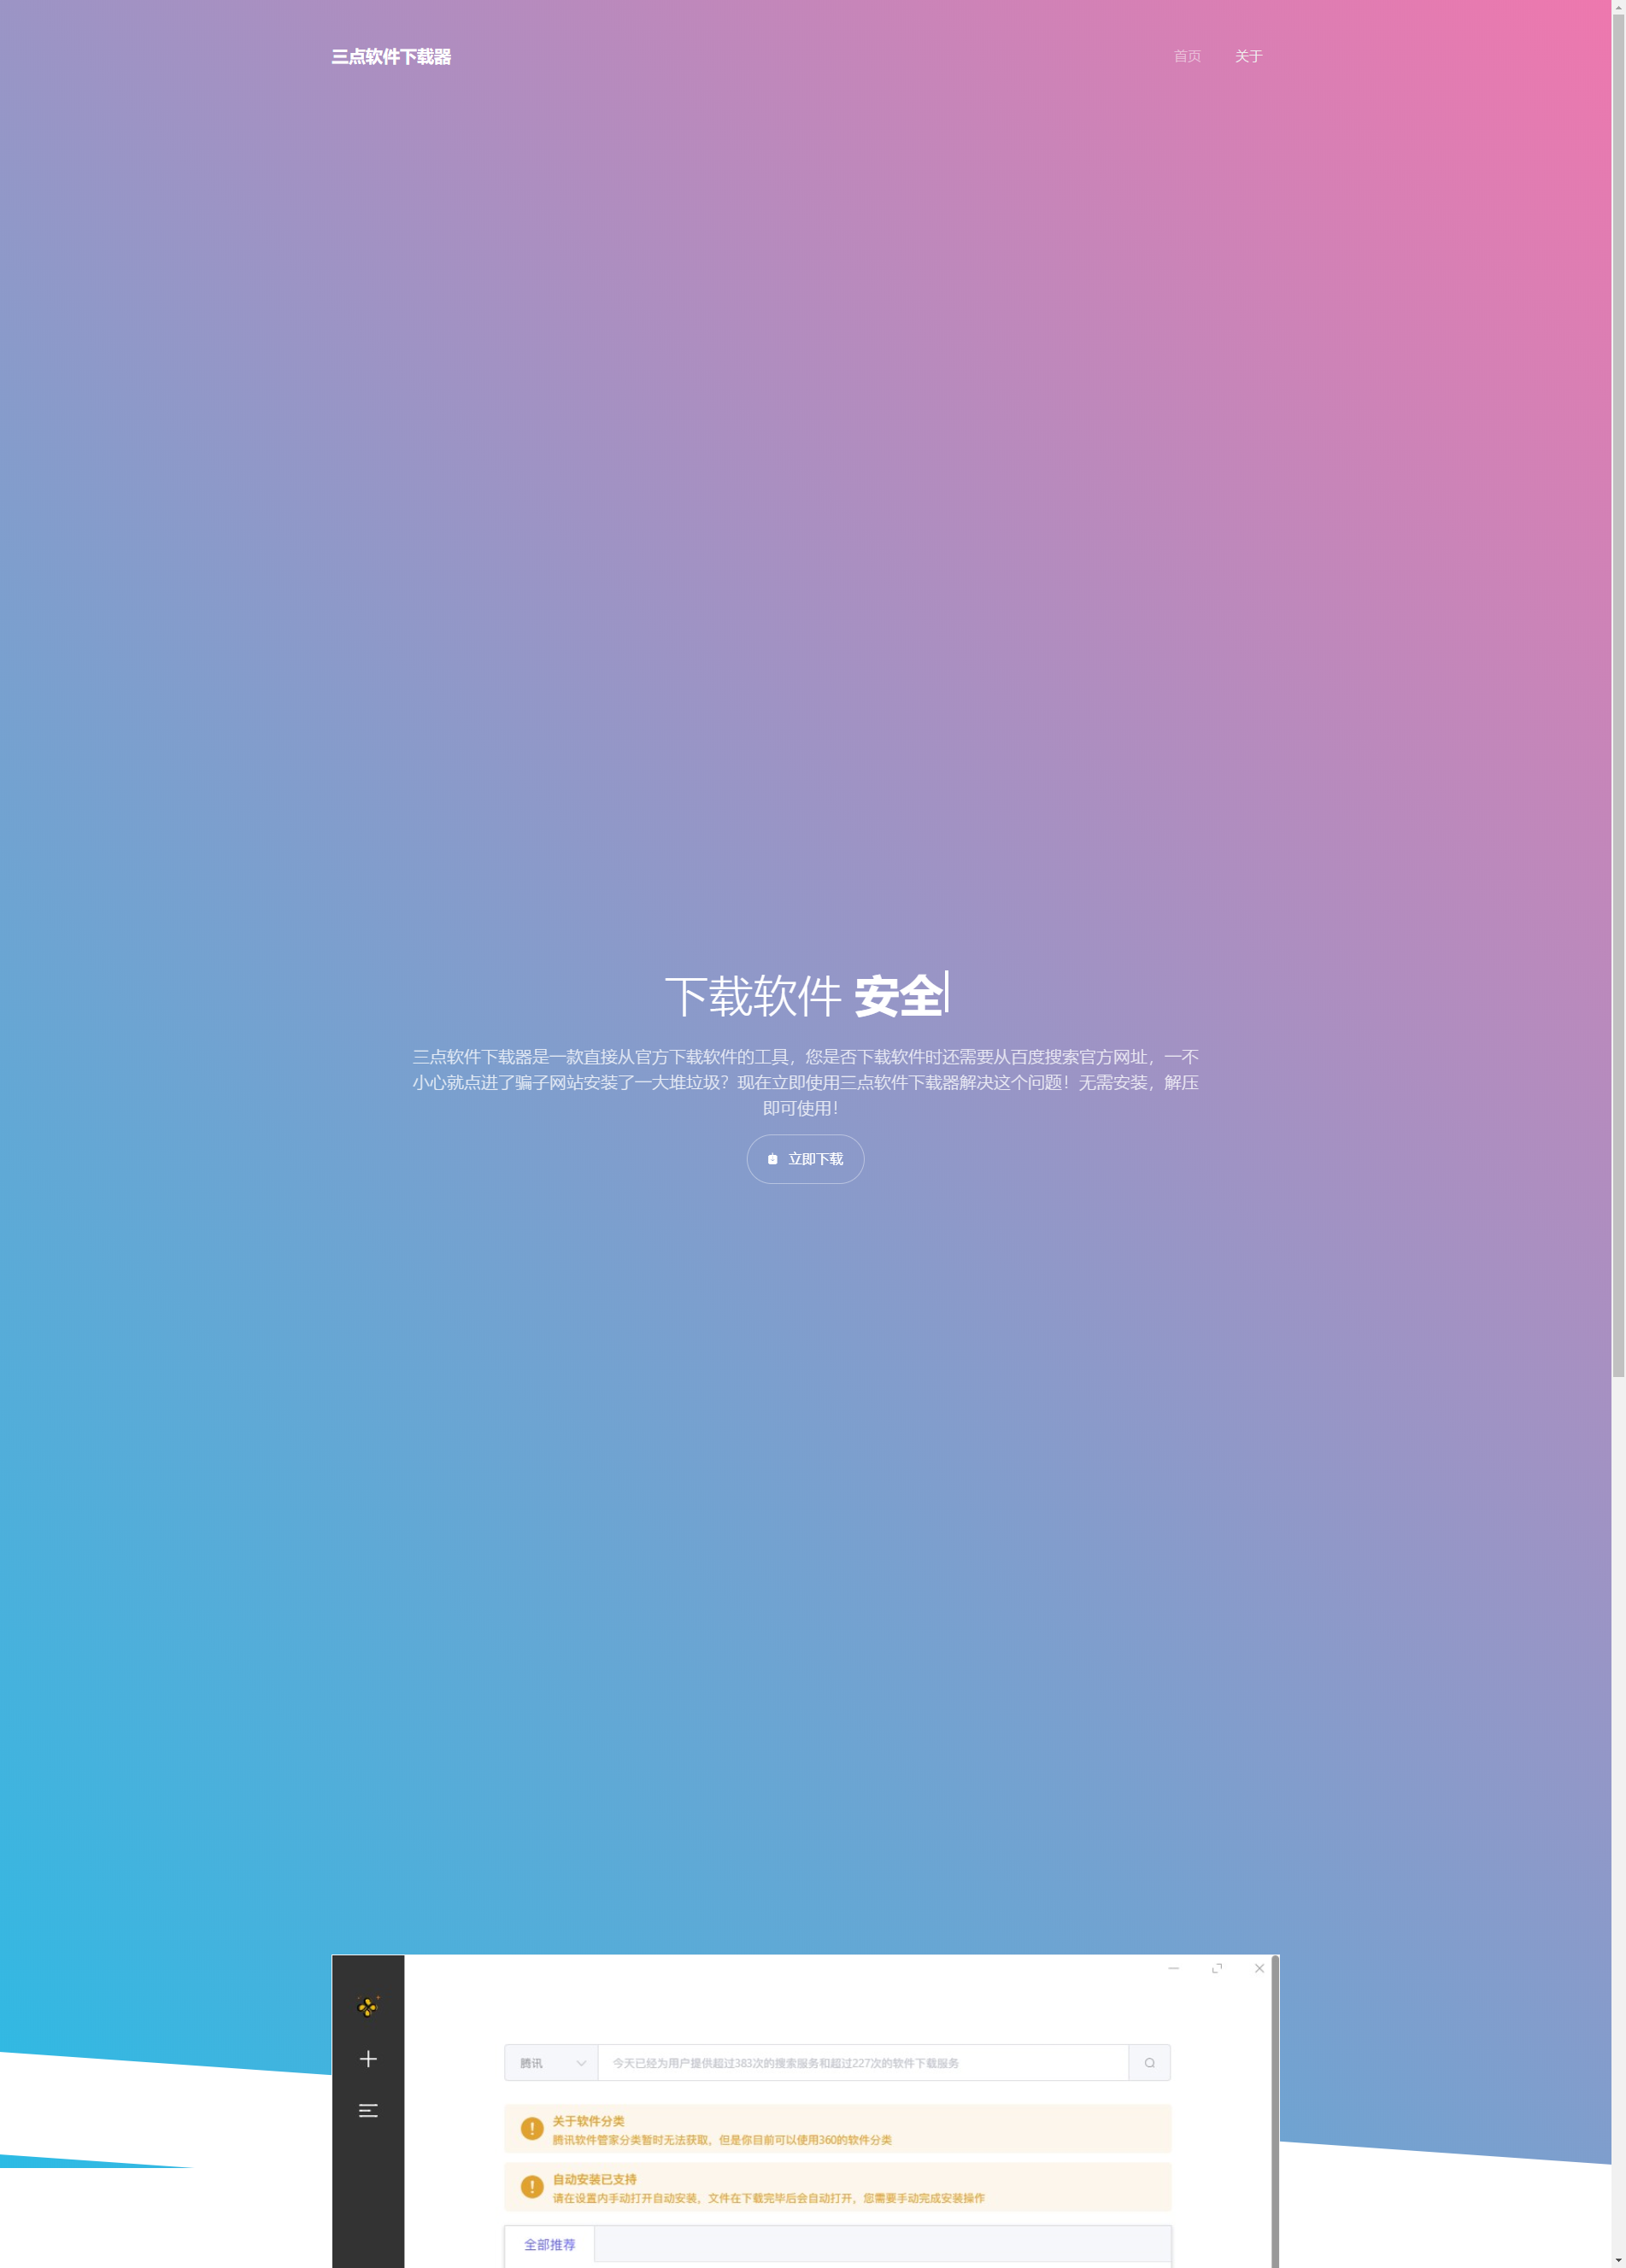 三点软件下载器
首页
关于
下载软件 安全
三点软件下载器是一款直接从官方下载软件的工具，您是否下载软件时还需要从百度搜索官方网址，一不
小心就点进了骗子网站安装了一大堆垃圾？现在立即使用三点软件下载器解决这个问题！无需安装，解压
即可使用！
立即下载
腾讯
今天已经为用户提供超过383次的搜索服务和超过227次的软件下载服务
关于软件分类
腾讯软件管家分类暂时无法获取，但是你目前可以使用360的软件分类
自动安装已支持
请在设置内手动打开自动安装，文件在下载完毕后会自动打开，您需要手动完成安装操作
全部推荐